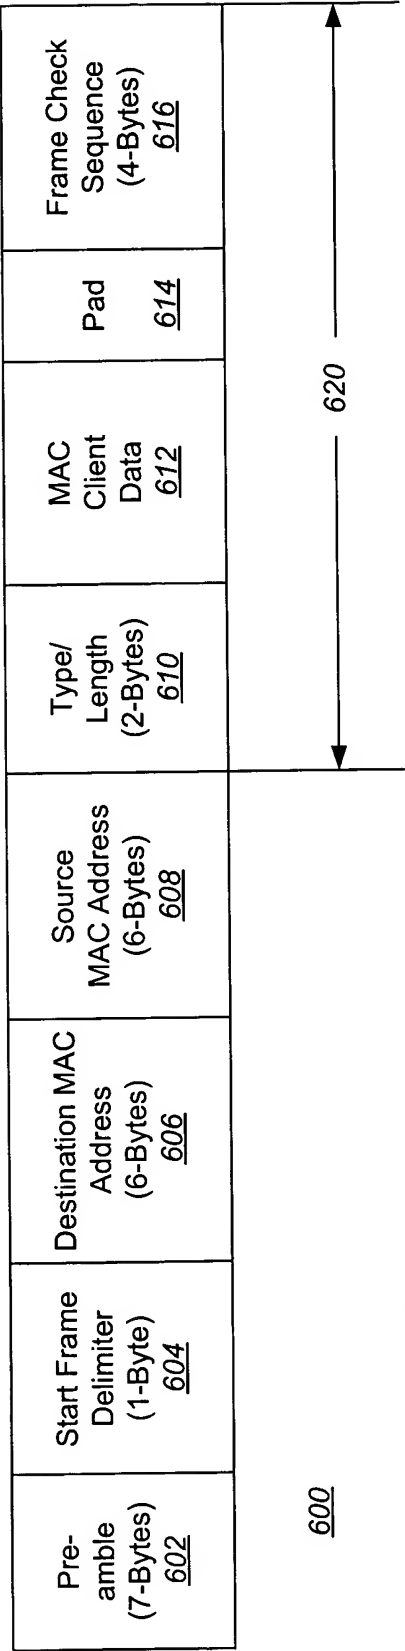 Pre-
amble
(7-Bytes)
602
Start Frame
Delimiter
(1-Byte)
604
Destination MAC
Address
(6-Bytes)
606
Source
MAC Address
(6-Bytes)
608
Type/
Length
(2-Bytes)
610
MAC
Client
Data
612
Pad
614
Frame Check
Sequence
(4-Bytes)
616
620
600